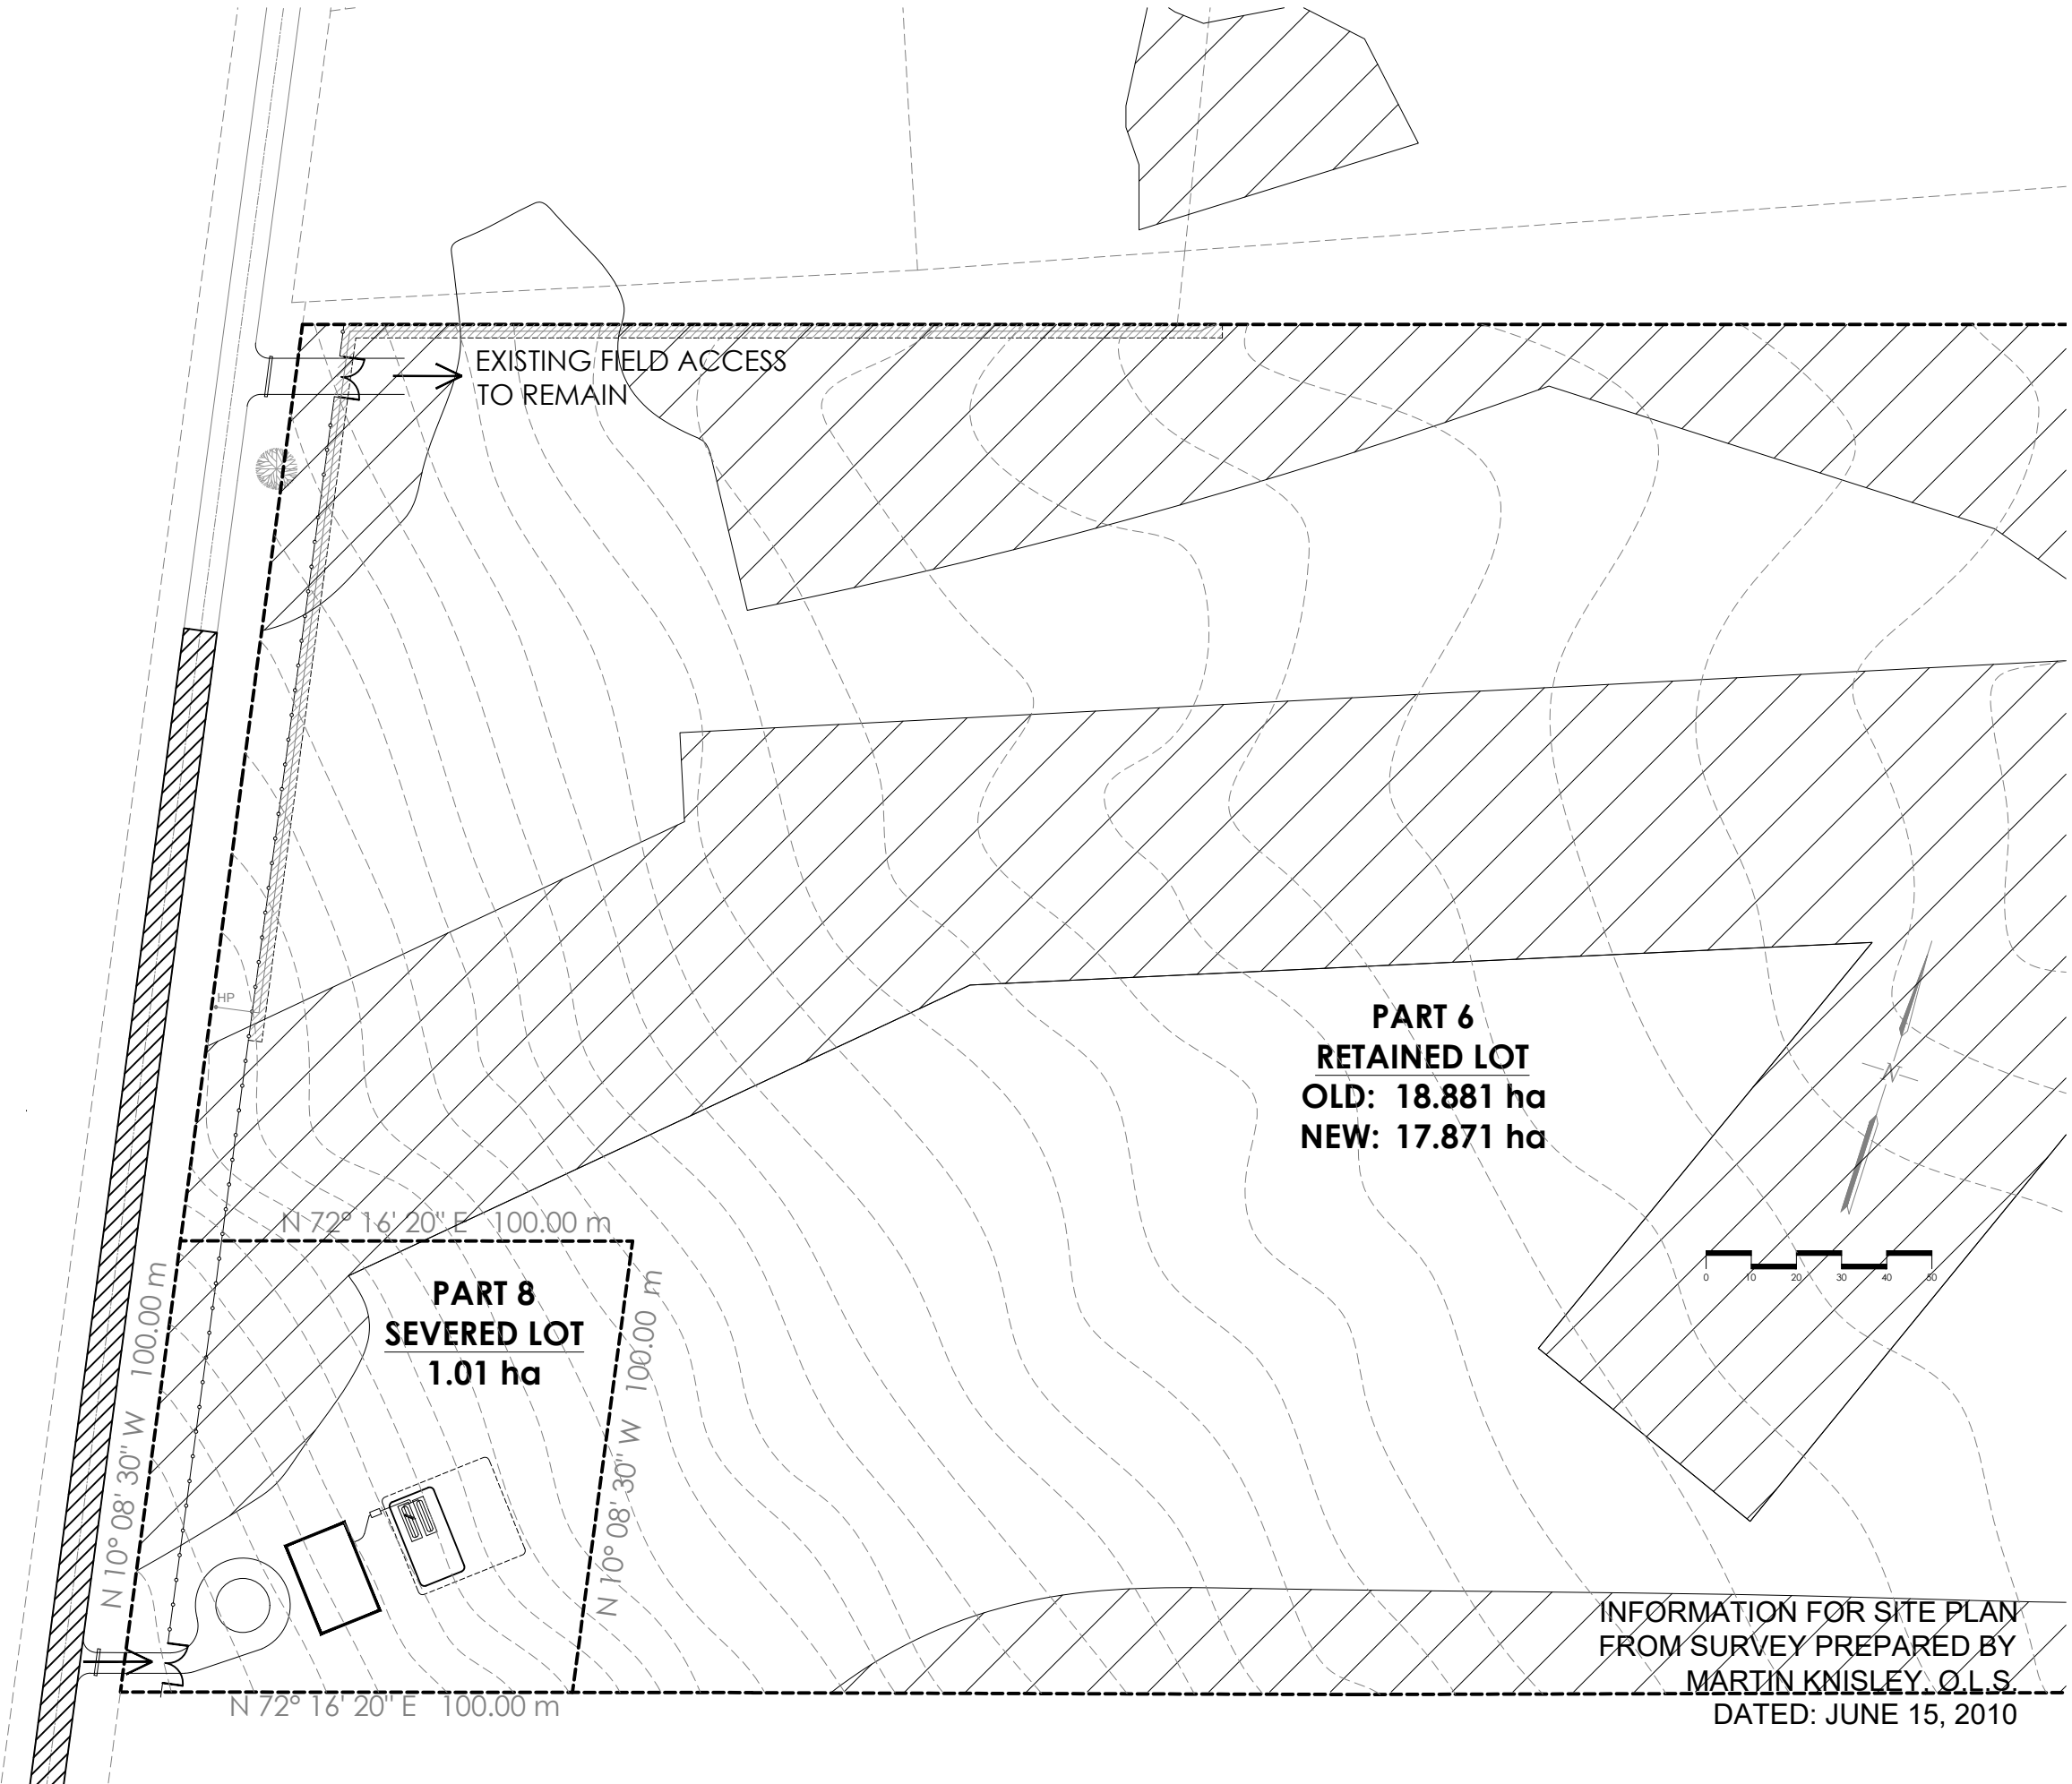 EXISTING FIELD ACCESS
TO REMAIN
HP
PART 6
RETAINED LOT
OLD: 18.881 ha
NEW: 17.871 ha
N
N 72° 16' 20" E 100.00 m
0 10 20 30 40 50
PART 8
SEVERED LOT
1.01 ha
N 10° 08' 30" W 100.00 m
N 10° 08' 30" W 100.00 m
N 72° 16' 20" E 100.00 m
INFORMATION FOR SITE PLAN
FROM SURVEY PREPARED BY
MARTIN KNISLEY, O.L.S.
DATED: JUNE 15, 2010